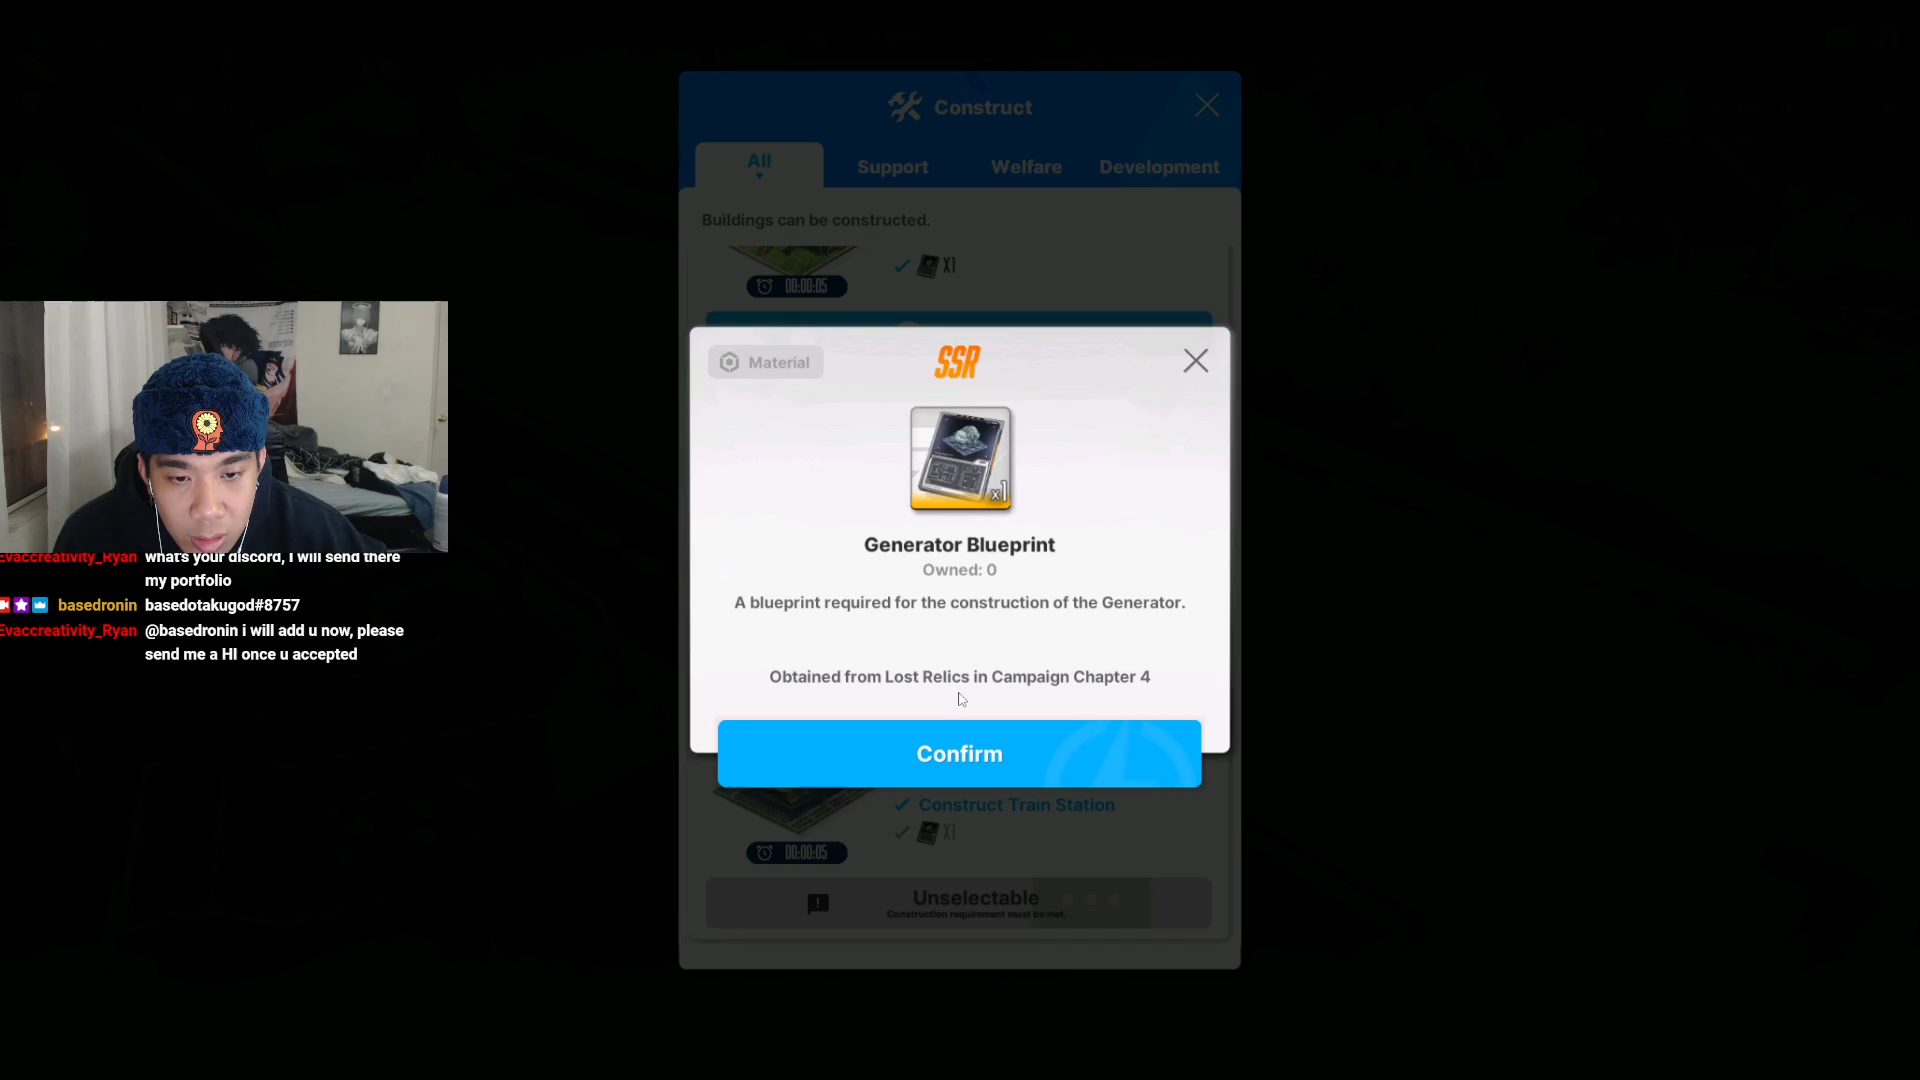 Construct
All
Support
Welfare
Development
Buildings can be constructed.
X1
00:00:05
Material
SSR
x1
Generator Blueprint
Owned: 0
A blueprint required for the construction of the Generator.
Obtained from Lost Relics in Campaign Chapter 4
Confirm
Construct Train Station
X1
00:00:05
Unselectable
Construction requirement must be met.
Evaccreativity_Ryan what's your discord, I will send there
my portfolio
basedronin basedotakugod#8757
Evaccreativity_Ryan @basedronin i will add u now, please
send me a HI once u accepted